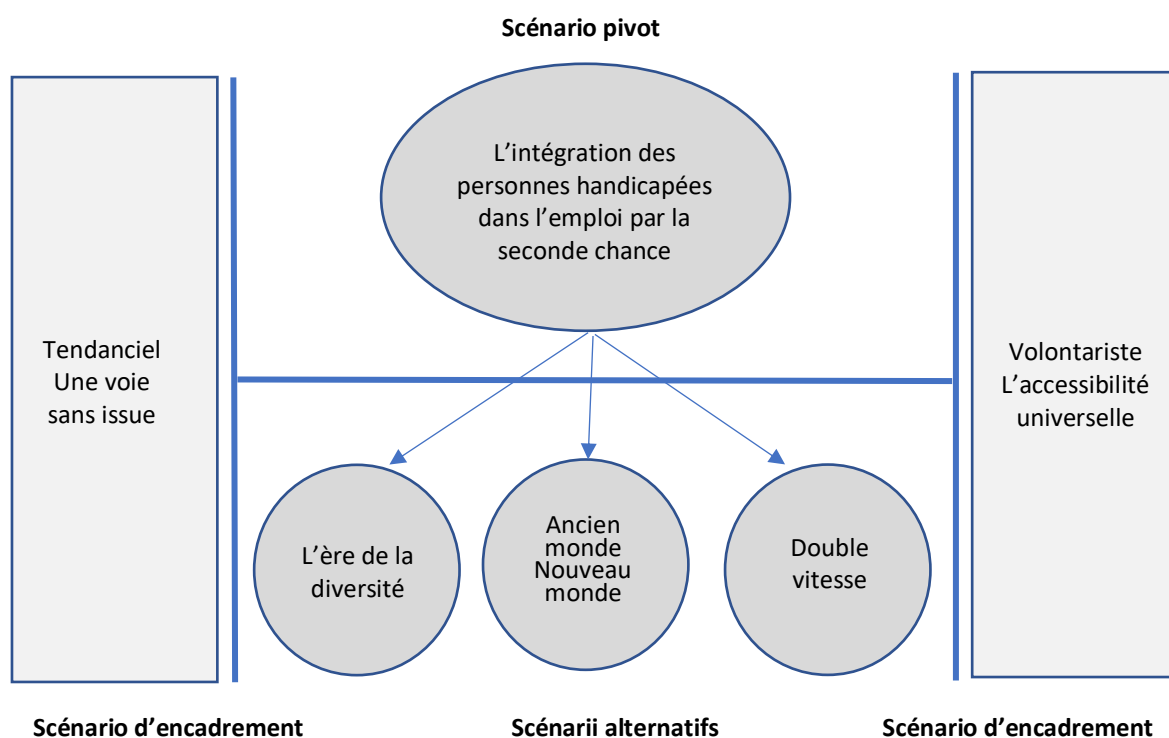 Scénario pivot
L’intégration des
personnes handicapées
dans l’emploi par la
seconde chance
Tendanciel
Une voie
sans issue
Volontariste
L’accessibilité
universelle
L’ère de la
diversité
Ancien
monde
Nouveau
monde
Double
vitesse
Scénario d’encadrement
Scénarii alternatifs
Scénario d’encadrement